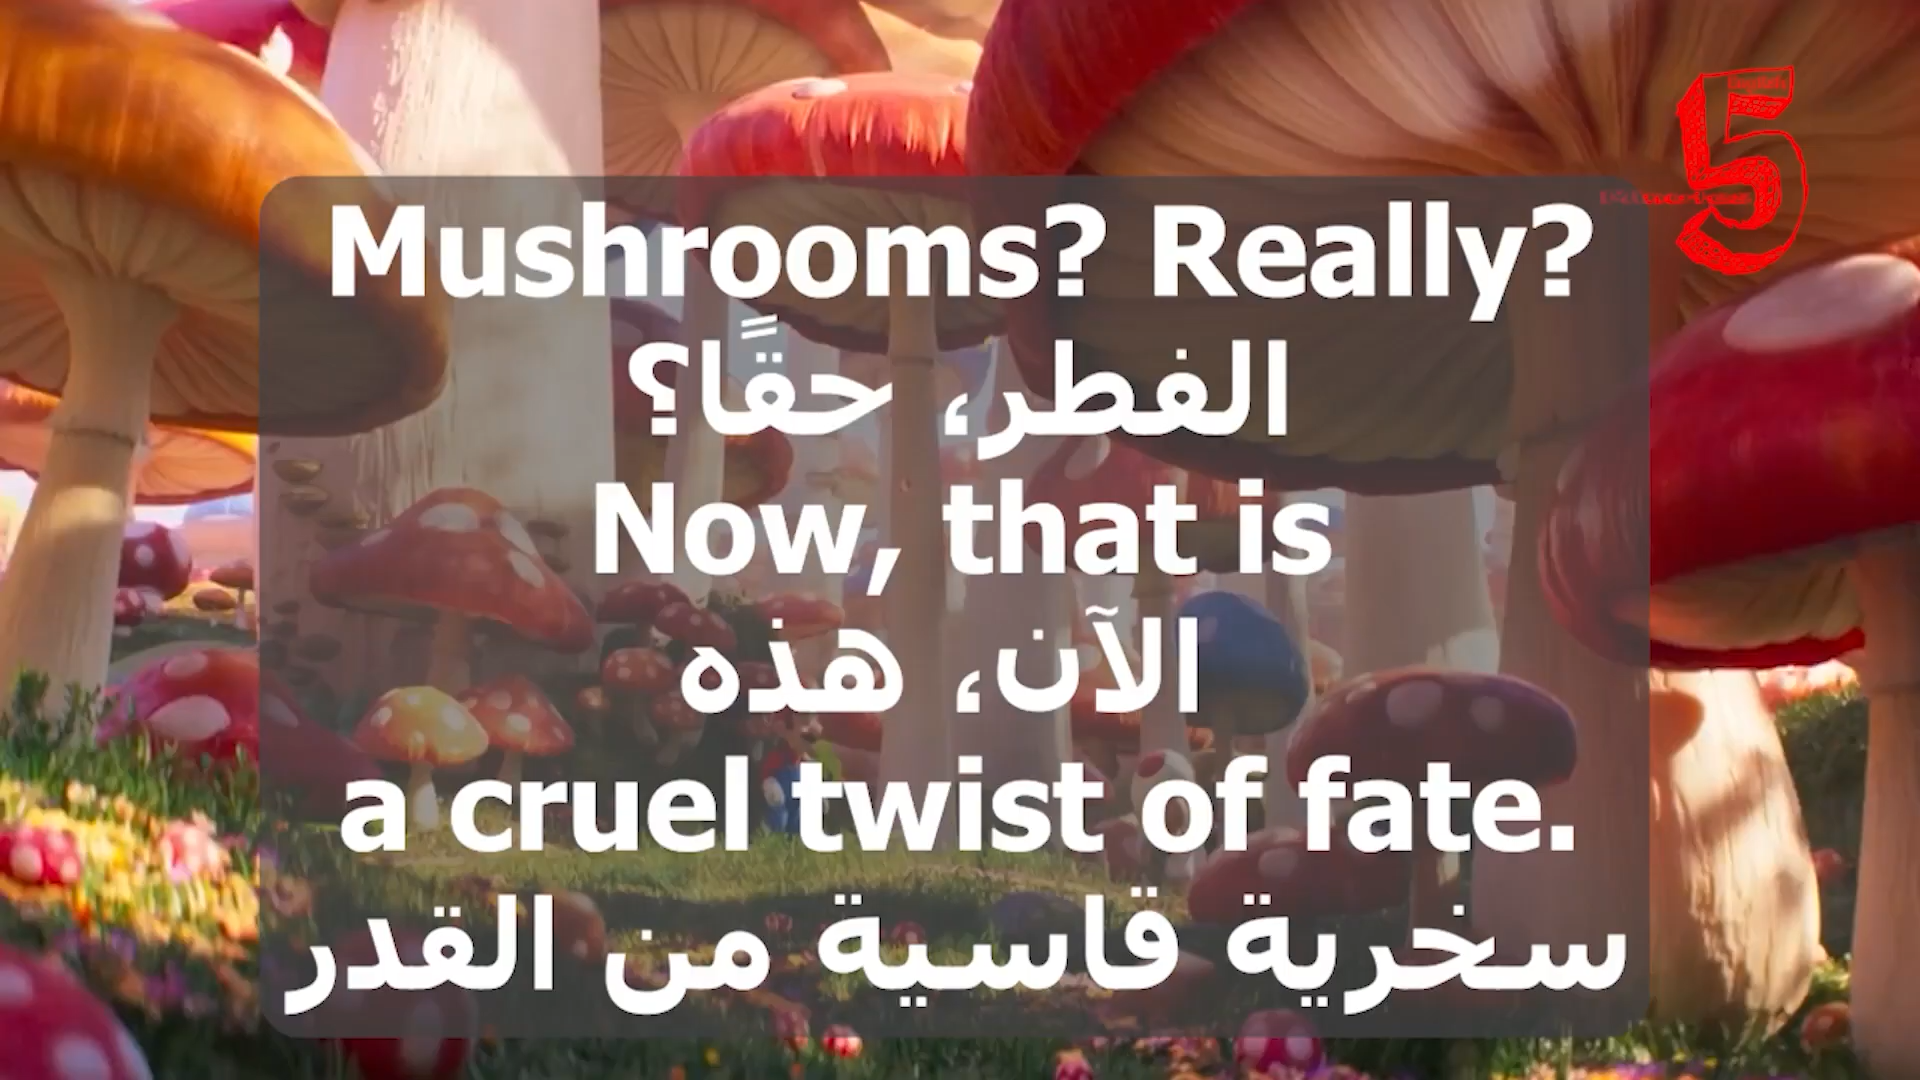 Mushrooms? Really?
الفطر، حقًا؟
Now, that is
الآن، هذه
a cruel twist of fate.
سخرية قاسية من القدر
5